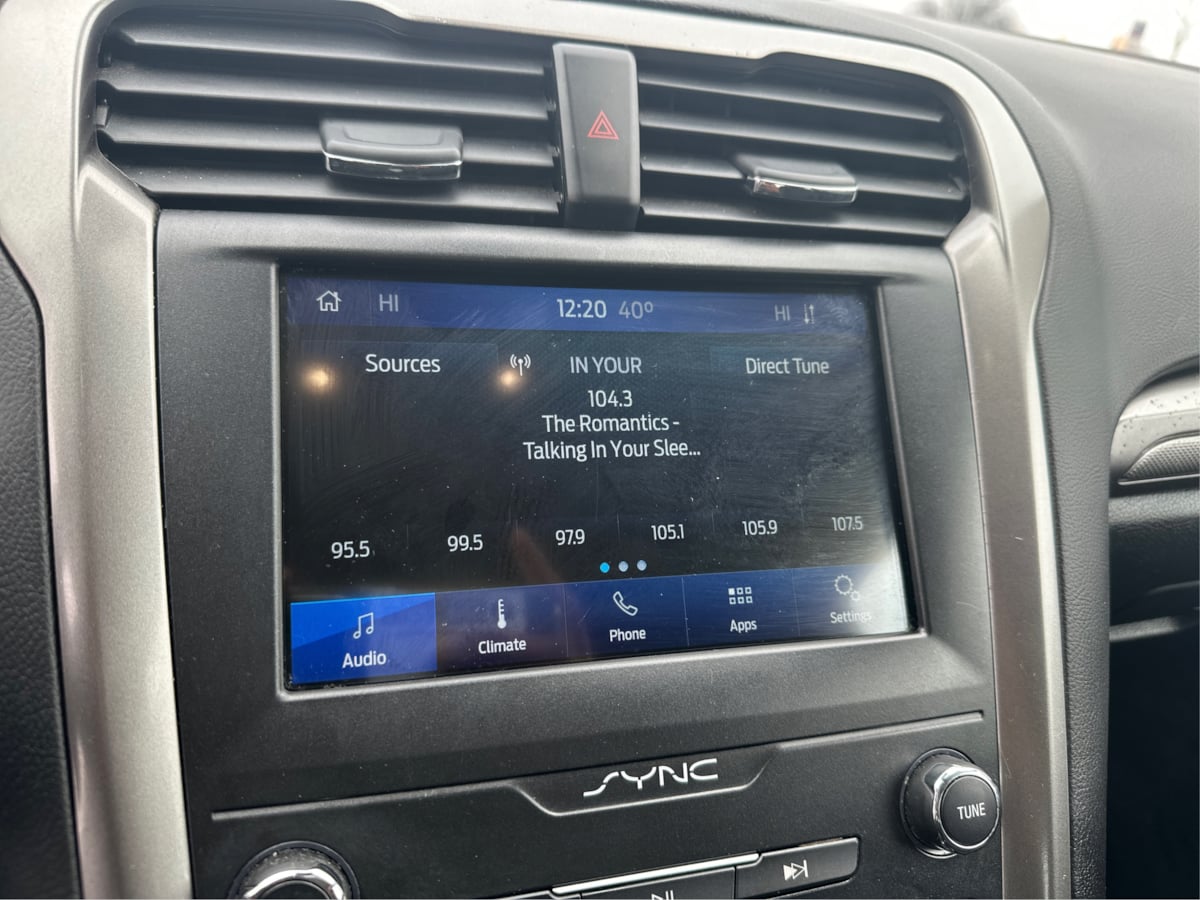 HI 12:20 40° HI
Sources IN YOUR Direct Tune
104.3
The Romantics -
Talking In Your Slee...
95.5 99.5 97.9 105.1 105.9 107.5
Audio Climate Phone Apps Settings
SYNC
TUNE